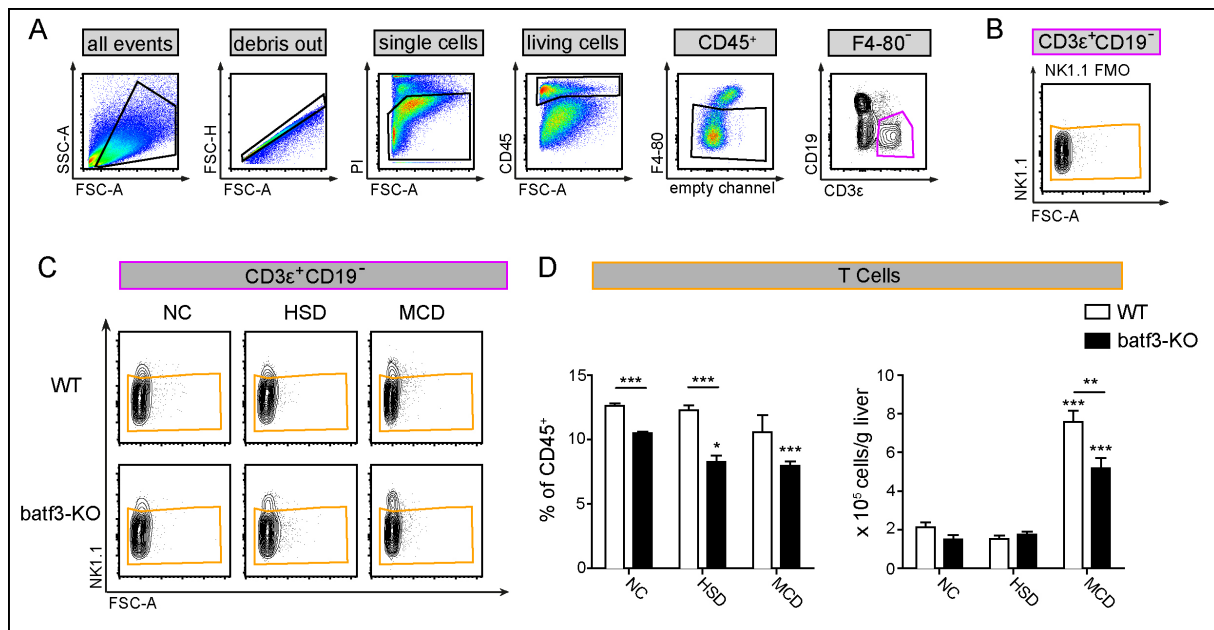 A
all events
debris out
single cells
living cells
CD45⁺
F4-80⁻
SSC-A
FSC-A
FSC-H
FSC-A
PI
FSC-A
CD45
FSC-A
F4-80
empty channel
CD19
CD3ε
B
CD3ε⁺CD19⁻
NK1.1 FMO
NK1.1
FSC-A
C
CD3ε⁺CD19⁻
NC HSD MCD
WT
batf3-KO
NK1.1
FSC-A
D
T Cells
WT
batf3-KO
% of CD45⁺
15
10
5
0
***
***
*
***
NC HSD MCD
x 10⁵ cells/g liver
10
8
6
4
2
0
**
***
***
NC HSD MCD